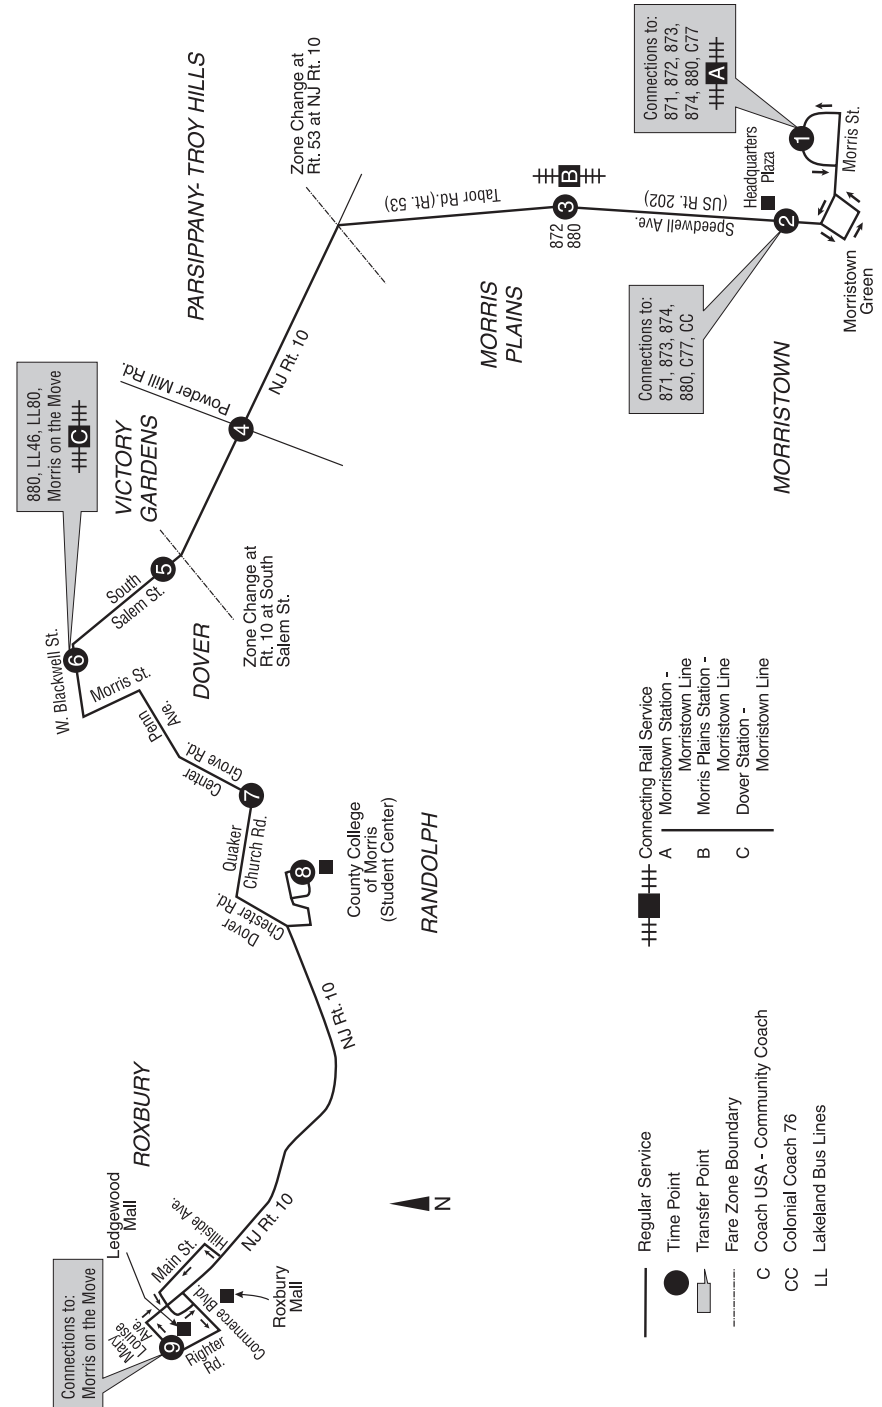 Connections to:
Morris on the Move
Ledgewood
Mall
ROXBURY
Mary
Louise
Ave.
Main St.
Hillside Ave.
9
Righter
Rd.
Commerce Blvd.
NJ Rt. 10
Roxbury
Mall
N
NJ Rt. 10
Dover
Chester Rd.
Quaker
Church Rd.
8
County College
of Morris
(Student Center)
RANDOLPH
7
Center
Grove Rd.
Penn
Ave.
Morris St.
W. Blackwell St.
6
DOVER
880, LL46, LL80,
Morris on the Move
C
South
Salem St.
5
VICTORY
GARDENS
Zone Change at
Rt. 10 at South
Salem St.
Powder Mill Rd.
4
NJ Rt. 10
PARSIPPANY- TROY HILLS
Zone Change at
Rt. 53 at NJ Rt. 10
Tabor Rd.(Rt. 53)
872
880
3
B
MORRIS
PLAINS
Speedwell Ave.
(US Rt. 202)
Connections to:
871, 873, 874,
880, C77, CC
MORRISTOWN
2
Headquarters
Plaza
Morristown
Green
Connections to:
871, 872, 873,
874, 880, C77
A
1
Morris St.
Regular Service
Time Point
Transfer Point
Fare Zone Boundary
C Coach USA - Community Coach
CC Colonial Coach 76
LL Lakeland Bus Lines
Connecting Rail Service
A Morristown Station -
Morristown Line
B Morris Plains Station -
Morristown Line
C Dover Station -
Morristown Line